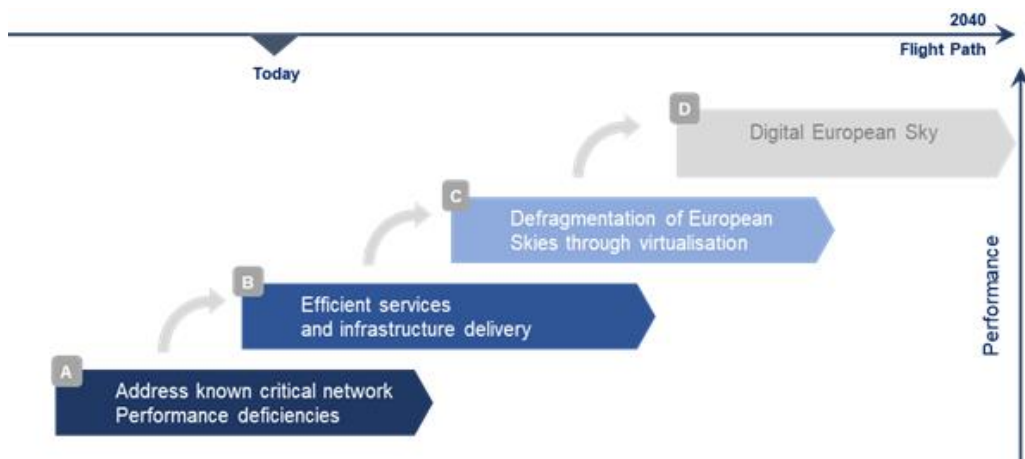 2040
Flight Path
Today
D
Digital European Sky
C
Defragmentation of European
Skies through virtualisation
B
Efficient services
and infrastructure delivery
A
Address known critical network
Performance deficiencies
Performance